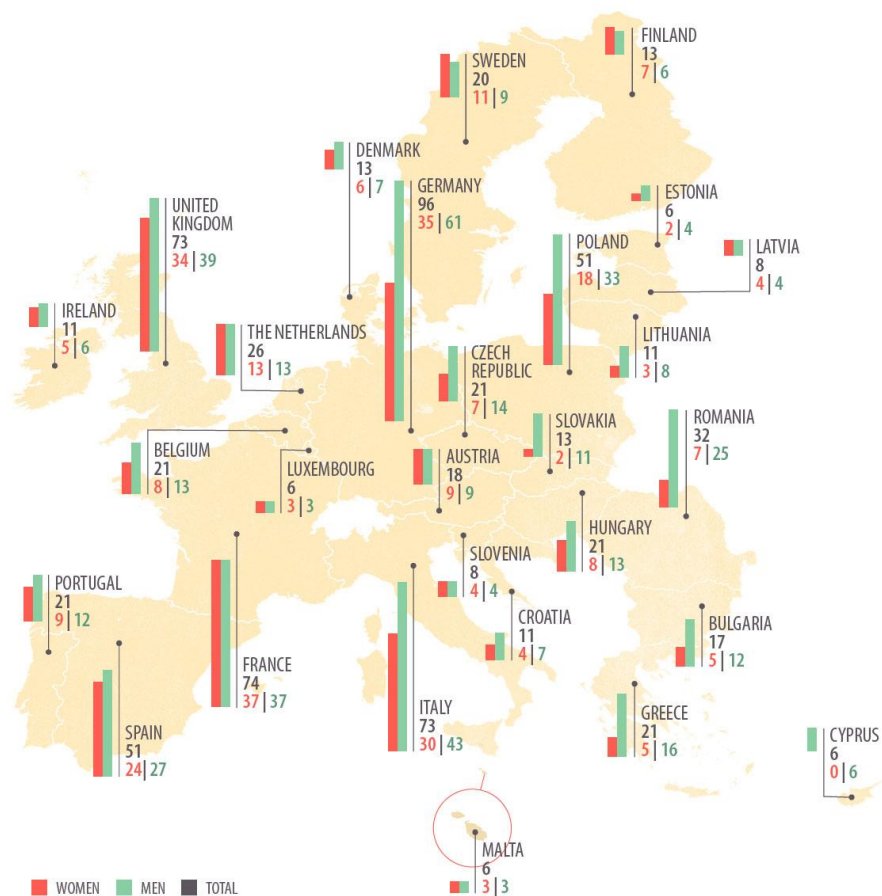 FINLAND
13
7|6
SWEDEN
20
11|9
DENMARK
13
6|7
GERMANY
96
35|61
ESTONIA
6
2|4
UNITED
KINGDOM
73
34|39
POLAND
51
18|33
LATVIA
8
4|4
IRELAND
11
5|6
THE NETHERLANDS
26
13|13
LITHUANIA
11
3|8
CZECH
REPUBLIC
21
7|14
SLOVAKIA
13
2|11
ROMANIA
32
7|25
BELGIUM
21
8|13
LUXEMBOURG
6
3|3
AUSTRIA
18
9|9
HUNGARY
21
8|13
SLOVENIA
8
4|4
PORTUGAL
21
9|12
CROATIA
11
4|7
BULGARIA
17
5|12
FRANCE
74
37|37
ITALY
73
30|43
GREECE
21
5|16
SPAIN
51
24|27
CYPRUS
6
0|6
MALTA
6
3|3
WOMEN MEN TOTAL